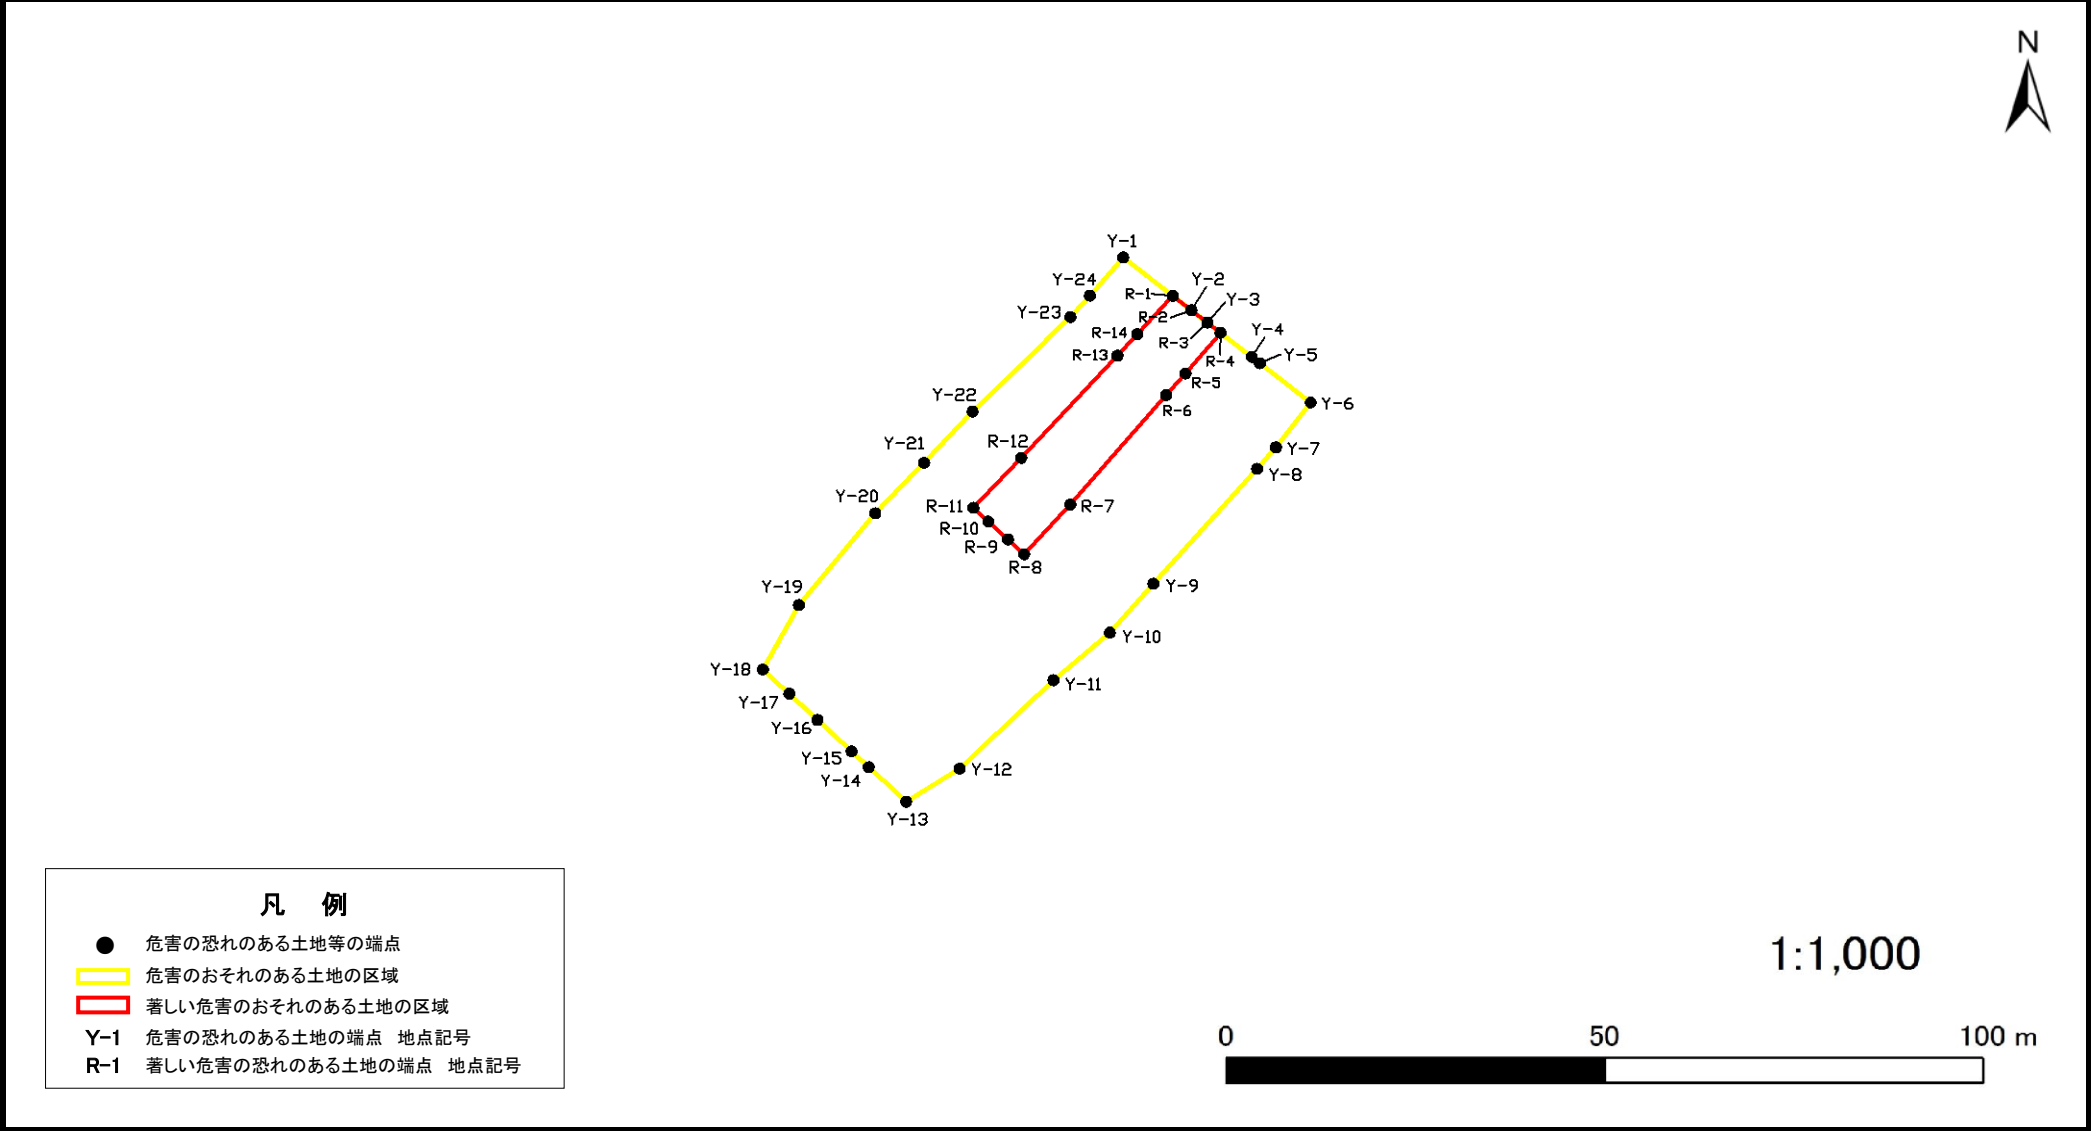 N
Y-1
Y-24
Y-2
R-1
Y-3
Y-23
R-2
Y-4
R-14
R-3
Y-5
R-13
R-4
R-5
Y-22
Y-6
R-6
Y-21
R-12
Y-7
Y-8
Y-20
R-11
R-7
R-10
R-9
R-8
Y-19
Y-9
Y-10
Y-18
Y-11
Y-17
Y-16
Y-15
Y-14
Y-12
Y-13
凡 例
危害の恐れのある土地等の端点
危害のおそれのある土地の区域
著しい危害のおそれのある土地の区域
Y-1 危害の恐れのある土地の端点 地点記号
R-1 著しい危害の恐れのある土地の端点 地点記号
1:1,000
0 50 100 m